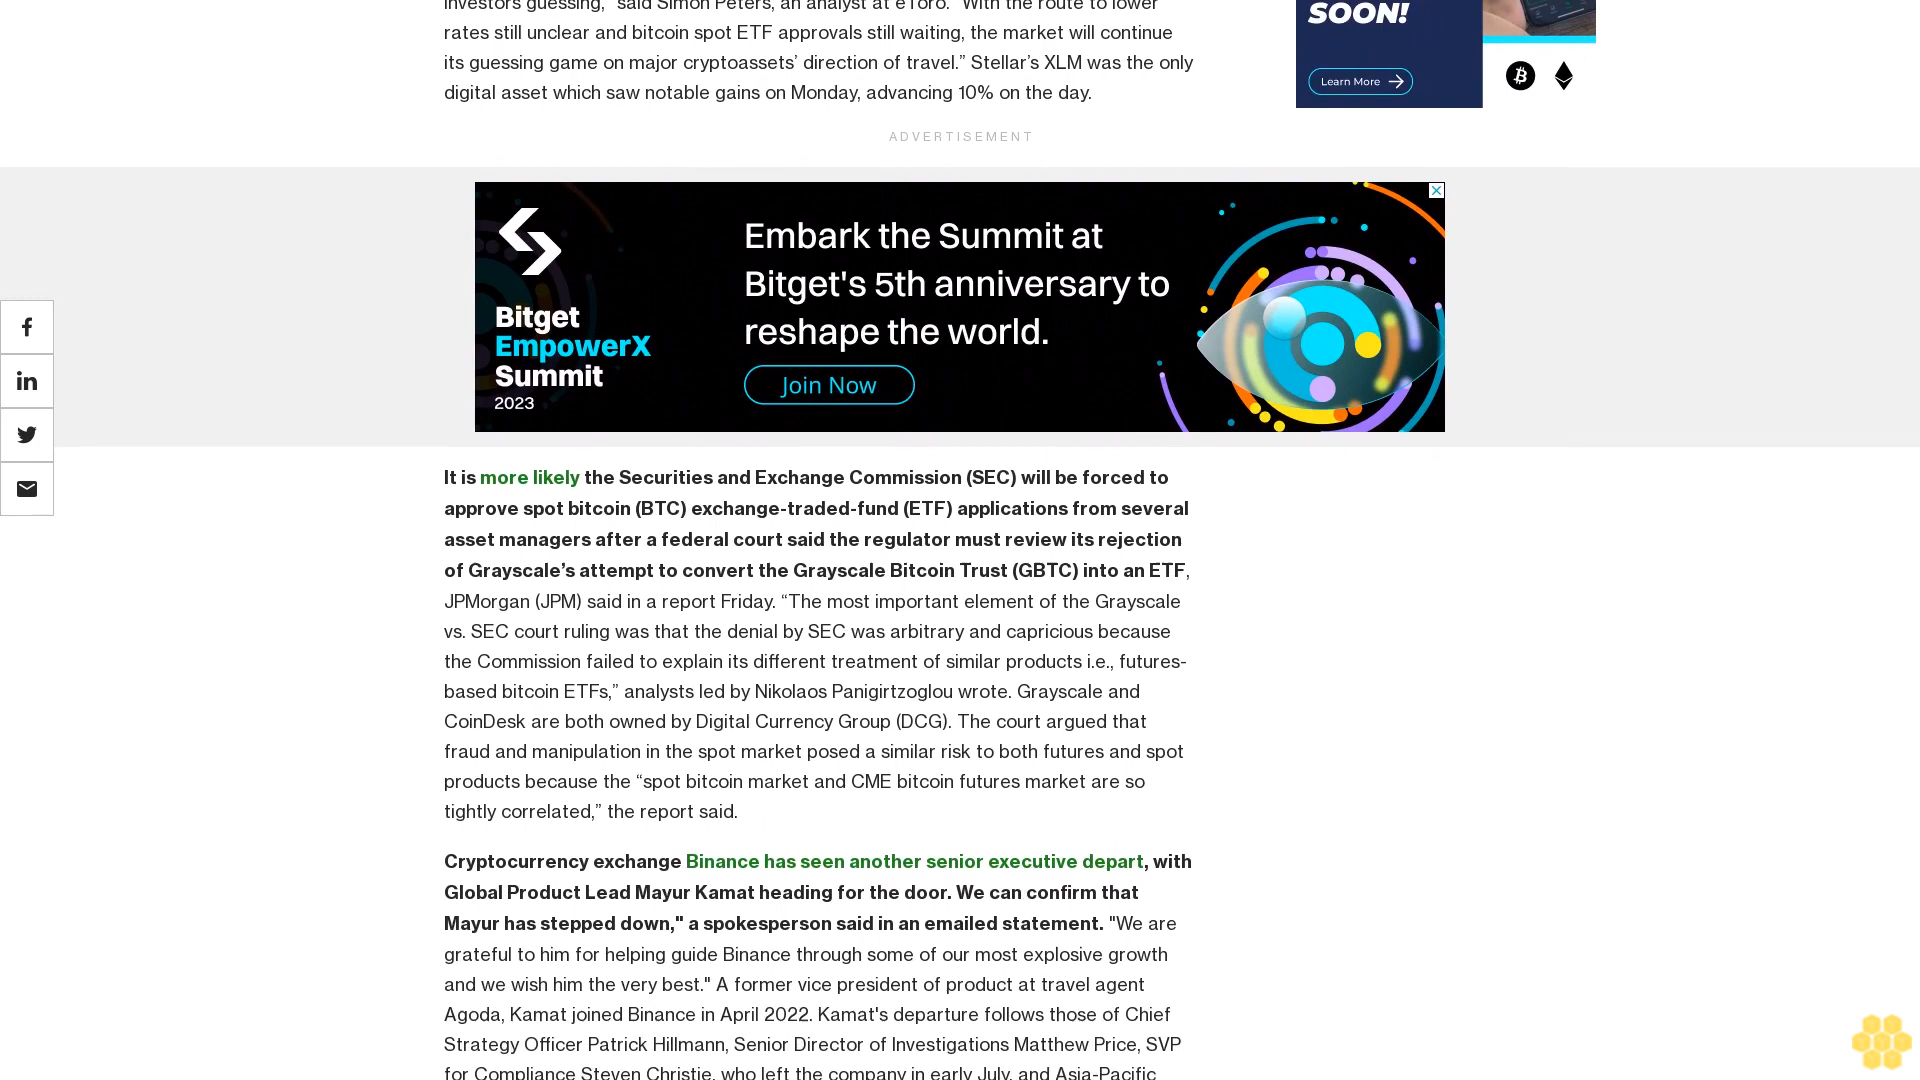 investors guessing,” said Simon Peters, an analyst at eToro. “With the route to lower
rates still unclear and bitcoin spot ETF approvals still waiting, the market will continue
its guessing game on major cryptoassets’ direction of travel.” Stellar’s XLM was the only
digital asset which saw notable gains on Monday, advancing 10% on the day.
SOON!
Learn More
ADVERTISEMENT
Bitget
EmpowerX
Summit
2023
Embark the Summit at
Bitget's 5th anniversary to
reshape the world.
Join Now
It is more likely the Securities and Exchange Commission (SEC) will be forced to
approve spot bitcoin (BTC) exchange-traded-fund (ETF) applications from several
asset managers after a federal court said the regulator must review its rejection
of Grayscale’s attempt to convert the Grayscale Bitcoin Trust (GBTC) into an ETF,
JPMorgan (JPM) said in a report Friday. “The most important element of the Grayscale
vs. SEC court ruling was that the denial by SEC was arbitrary and capricious because
the Commission failed to explain its different treatment of similar products i.e., futures-
based bitcoin ETFs,” analysts led by Nikolaos Panigirtzoglou wrote. Grayscale and
CoinDesk are both owned by Digital Currency Group (DCG). The court argued that
fraud and manipulation in the spot market posed a similar risk to both futures and spot
products because the “spot bitcoin market and CME bitcoin futures market are so
tightly correlated,” the report said.
Cryptocurrency exchange Binance has seen another senior executive depart, with
Global Product Lead Mayur Kamat heading for the door. We can confirm that
Mayur has stepped down," a spokesperson said in an emailed statement. "We are
grateful to him for helping guide Binance through some of our most explosive growth
and we wish him the very best." A former vice president of product at travel agent
Agoda, Kamat joined Binance in April 2022. Kamat's departure follows those of Chief
Strategy Officer Patrick Hillmann, Senior Director of Investigations Matthew Price, SVP
for Compliance Steven Christie, who left the company in early July, and Asia-Pacific